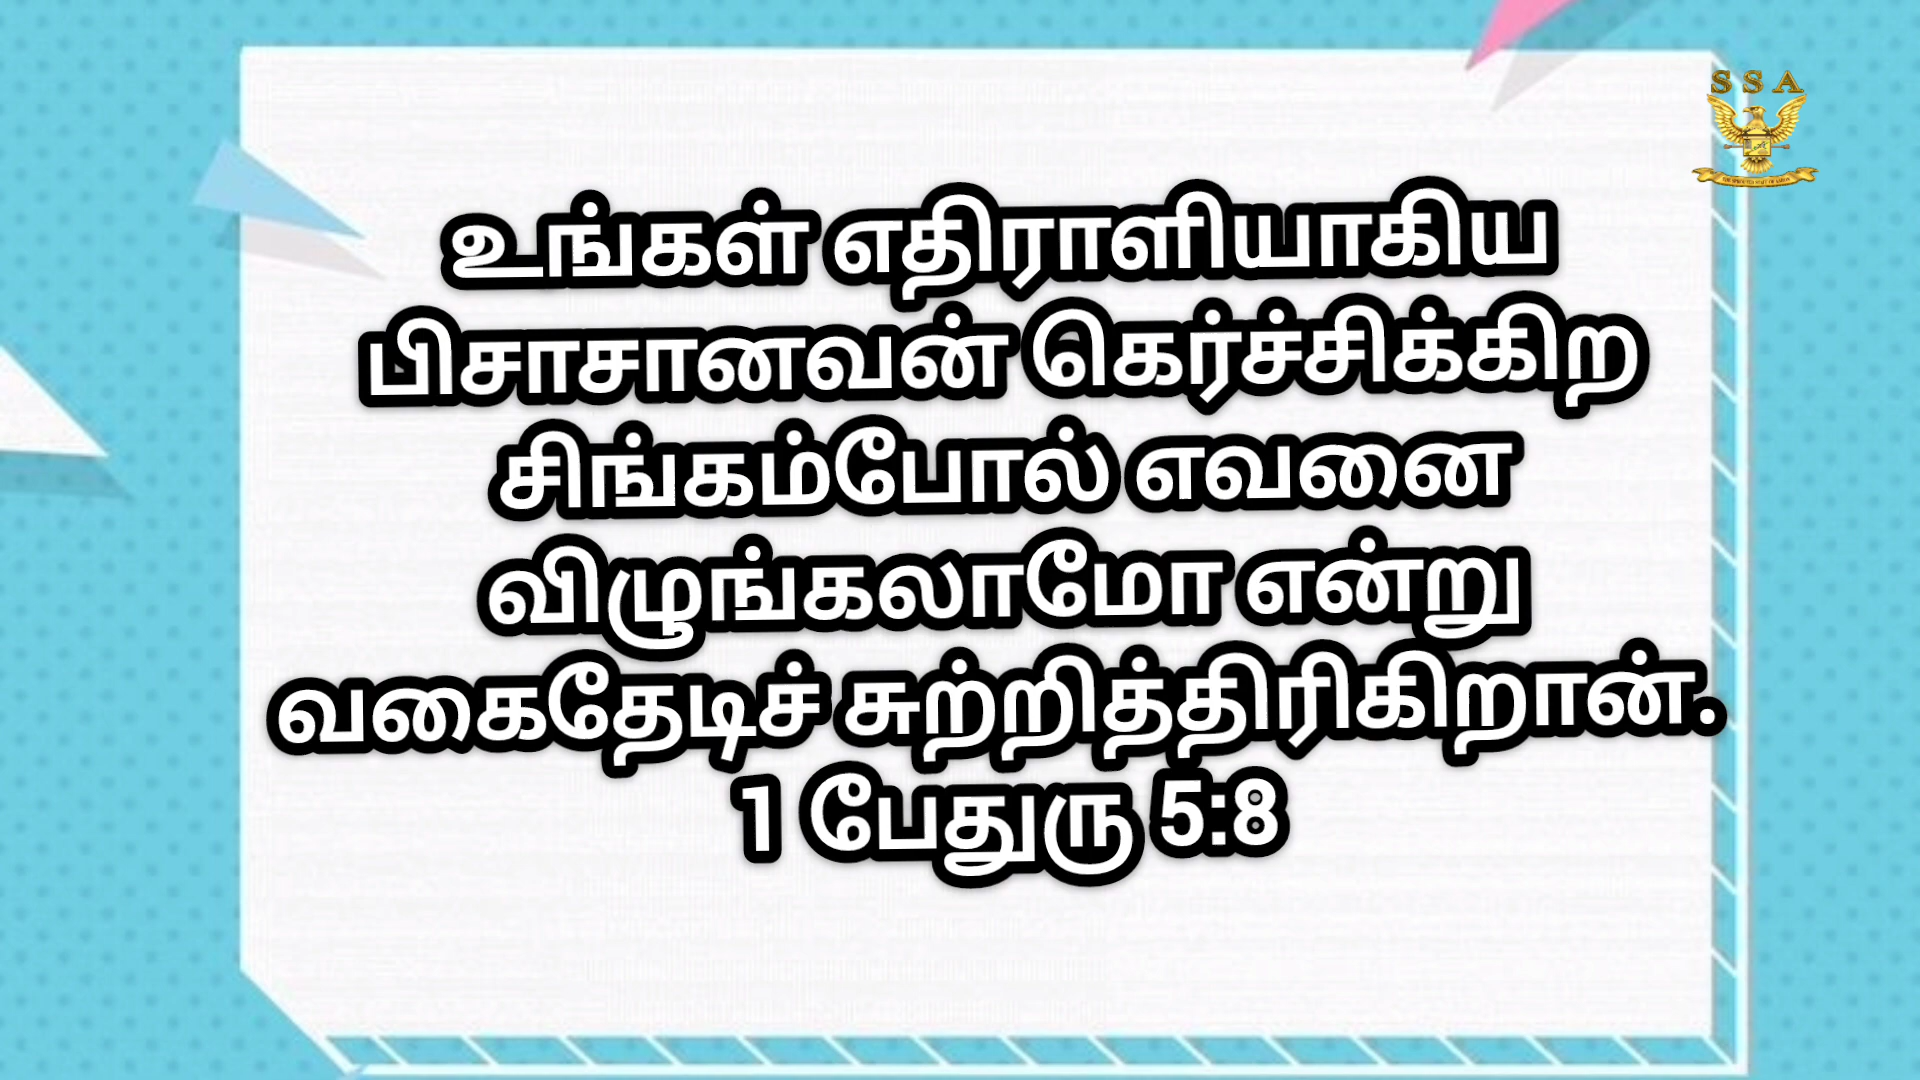 S S A
உங்கள் எதிராளியாகிய
பிசாசானவன் கெர்ச்சிக்கிற
சிங்கம்போல் எவனை
விழுங்கலாமோ என்று
வகைதேடிச் சுற்றித்திரிகிறான்.
1 பேதுரு 5:8